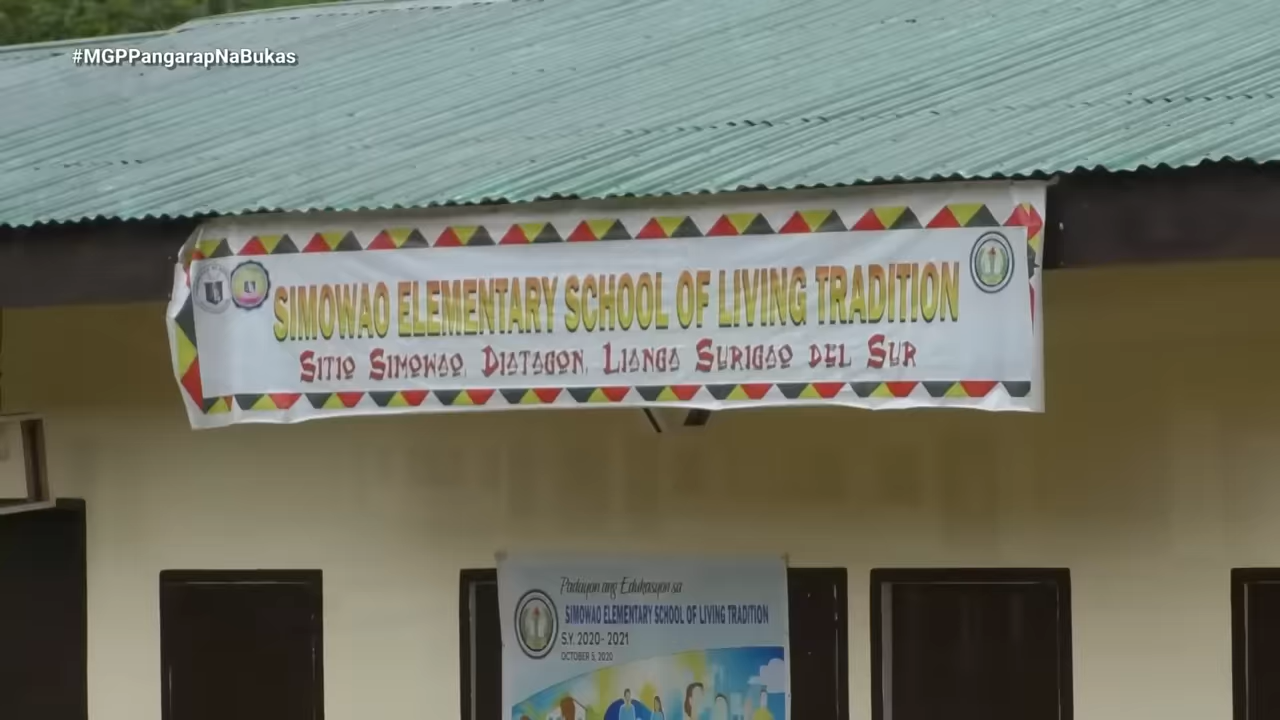 #MGPPangarapNaBukas
SIMOWAO ELEMENTARY SCHOOL OF LIVING TRADITION
SITIO SIMOWAO, DIATAGON, LIANGA SURIGAO DEL SUR
Padayon ang Edukasyon sa
SIMOWAO ELEMENTARY SCHOOL OF LIVING TRADITION
S.Y. 2020-2021
OCTOBER 5, 2020